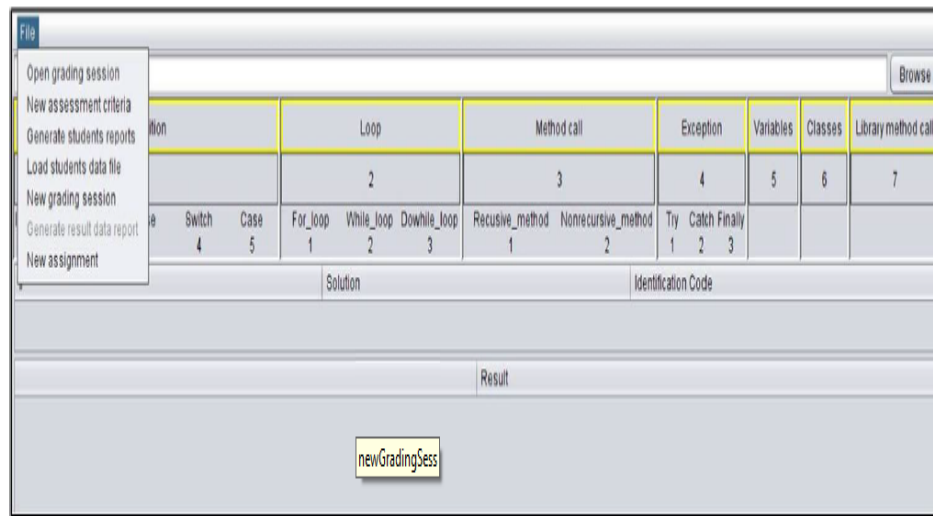 File
Open grading session
Browse
New assessment criteria
Generate students reports
Load students data file
New grading session
Generate result data report
New assignment
Loop Method call Exception Variables Classes Library method call
2 3 4 5 6 7
Switch Case For_loop While_loop Dowhile_loop Recusive_method Nonrecursive_method Try Catch Finally
4 5 1 2 3 1 2 1 2 3
Solution Identification Code
Result
newGradingSess